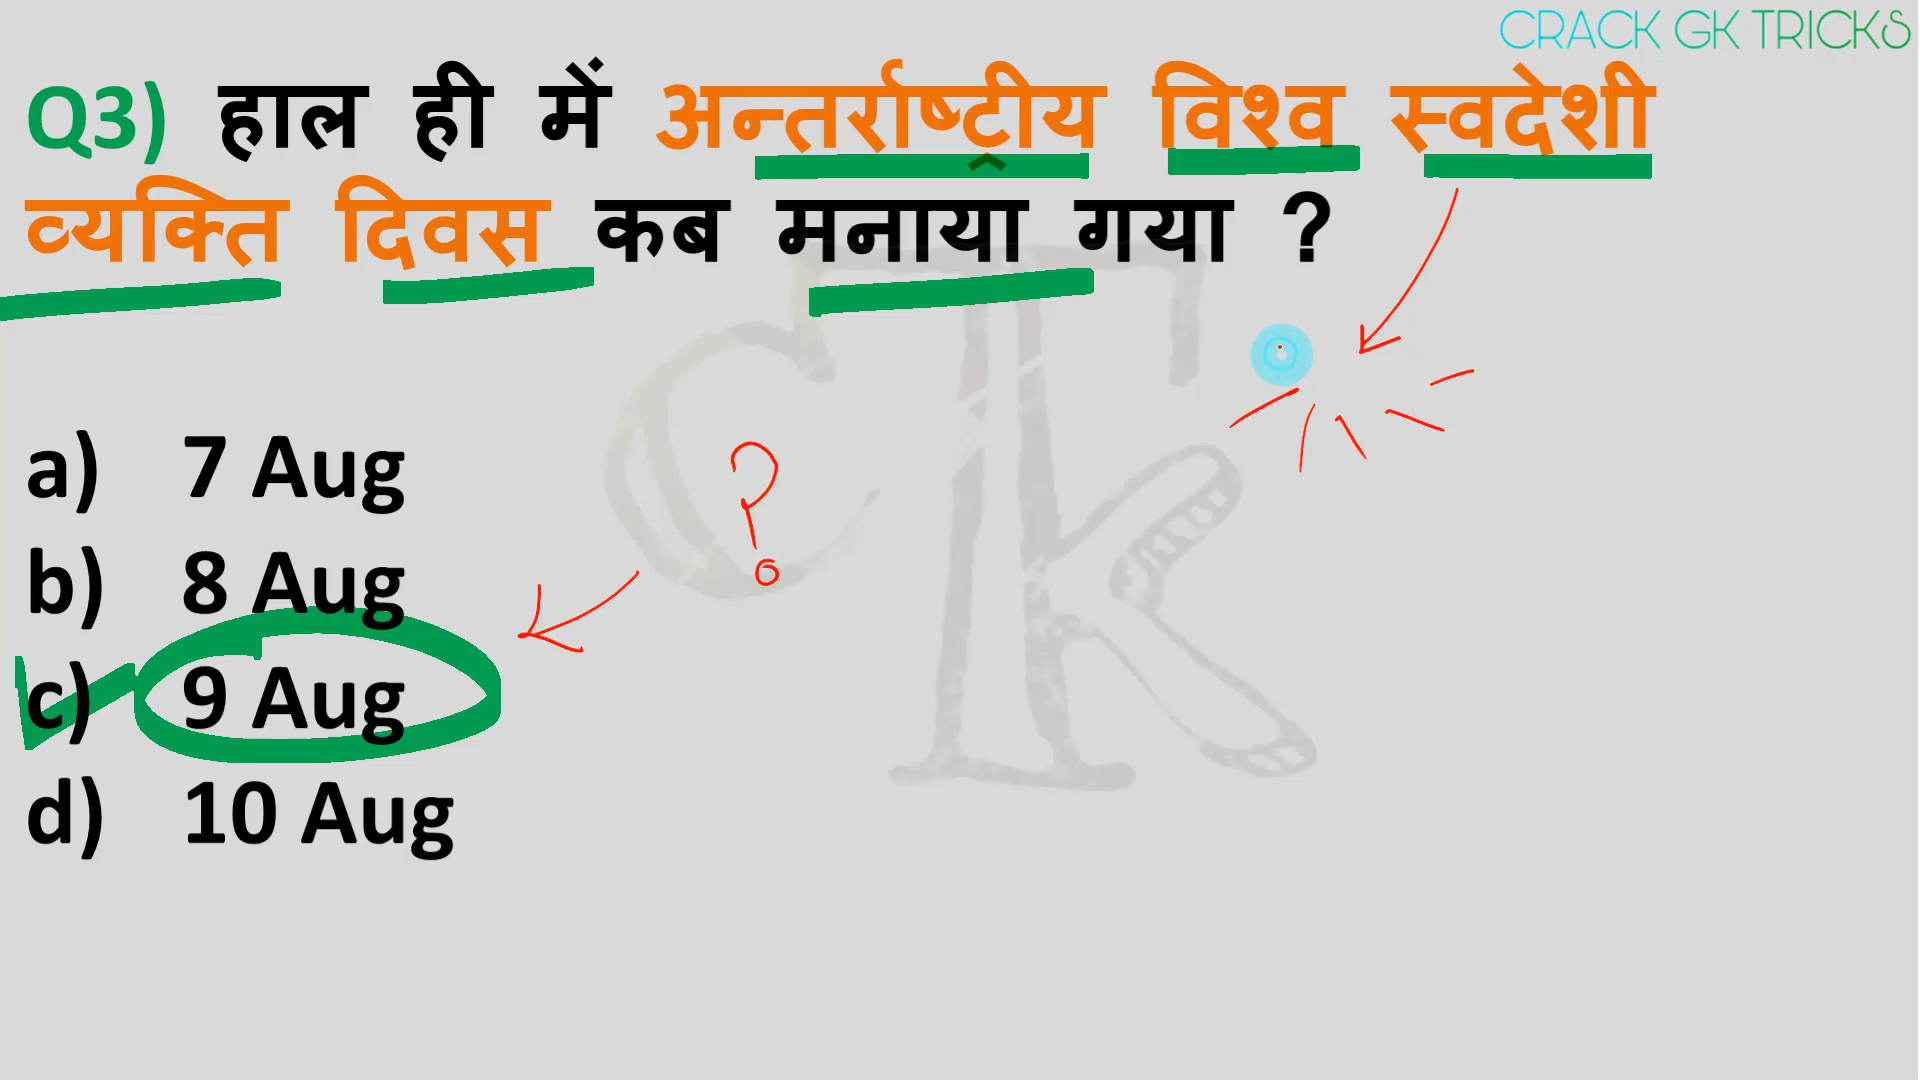 CRACK GK TRICKS
Q3) हाल ही में अन्तर्राष्टीय विश्व स्वदेशी
व्यक्ति दिवस कब मनाया गया ?
?
a) 7 Aug
b) 8 Aug
c) 9 Aug
d) 10 Aug